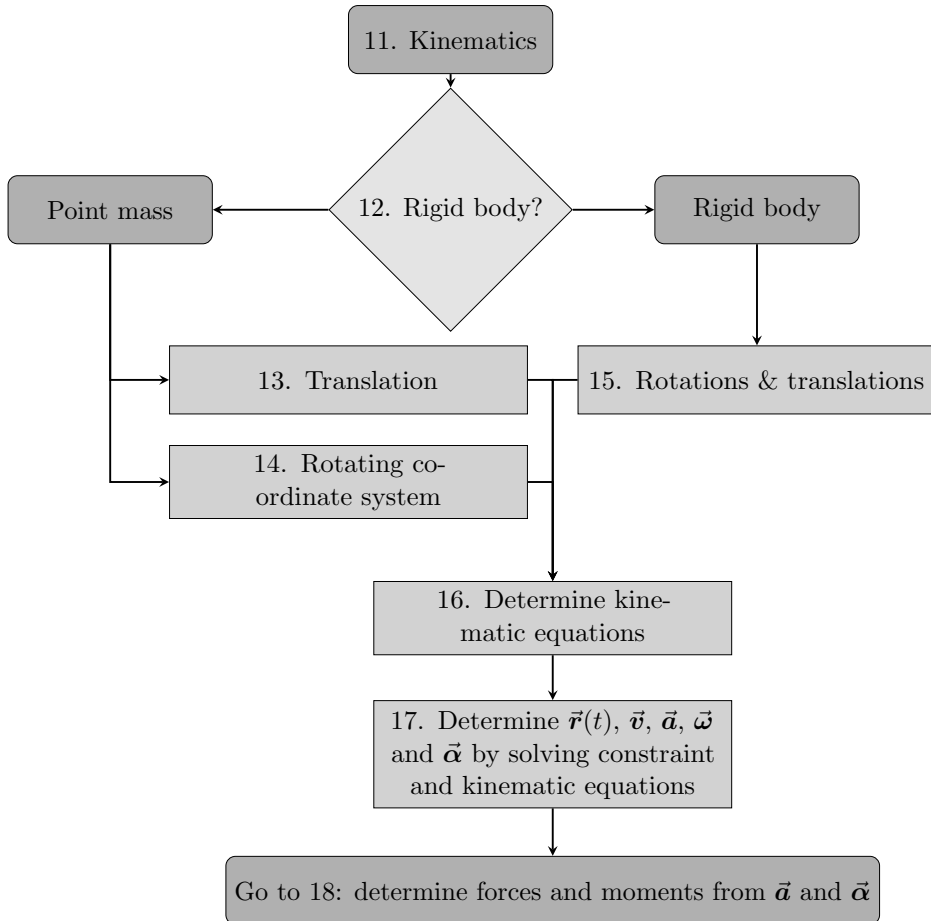 11. Kinematics
12. Rigid body?
Point mass
Rigid body
13. Translation
15. Rotations & translations
14. Rotating co-
ordinate system
16. Determine kine-
matic equations
17. Determine r⃗(t), v⃗, a⃗, ω⃗
and α⃗ by solving constraint
and kinematic equations
Go to 18: determine forces and moments from a⃗ and α⃗